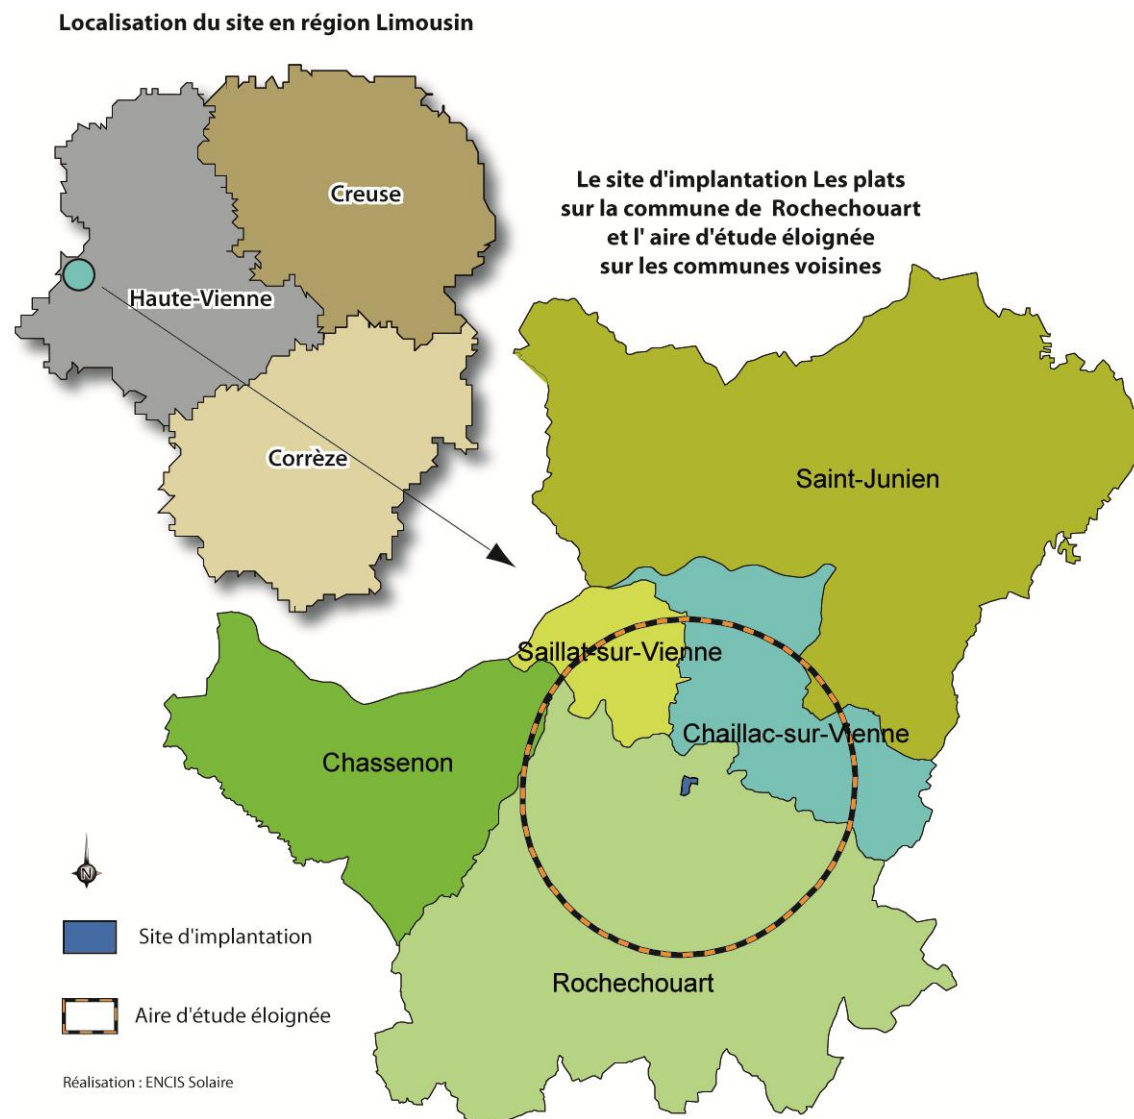 Localisation du site en région Limousin
Creuse
Haute-Vienne
Corrèze
Le site d'implantation Les plats
sur la commune de Rochechouart
et l' aire d'étude éloignée
sur les communes voisines
Saint-Junien
Saillat-sur-Vienne
Chaillac-sur-Vienne
Chassenon
Rochechouart
N
Site d'implantation
Aire d'étude éloignée
Réalisation : ENCIS Solaire